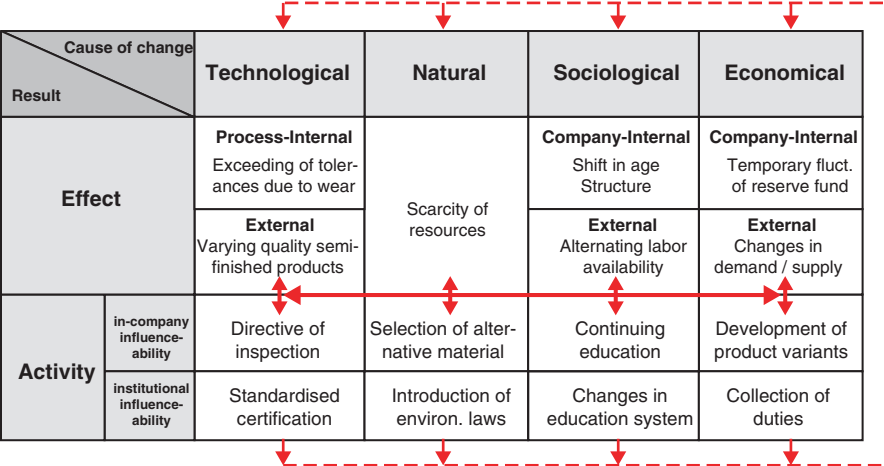 Cause of change
Result
Technological
Natural
Sociological
Economical
Effect
Process-Internal
Exceeding of toler-
ances due to wear
External
Varying quality semi-
finished products
Scarcity of
resources
Company-Internal
Shift in age
Structure
External
Alternating labor
availability
Company-Internal
Temporary fluct.
of reserve fund
External
Changes in
demand / supply
Activity
in-company
influence-
ability
Directive of
inspection
Selection of alter-
native material
Continuing
education
Development of
product variants
institutional
influence-
ability
Standardised
certification
Introduction of
environ. laws
Changes in
education system
Collection of
duties